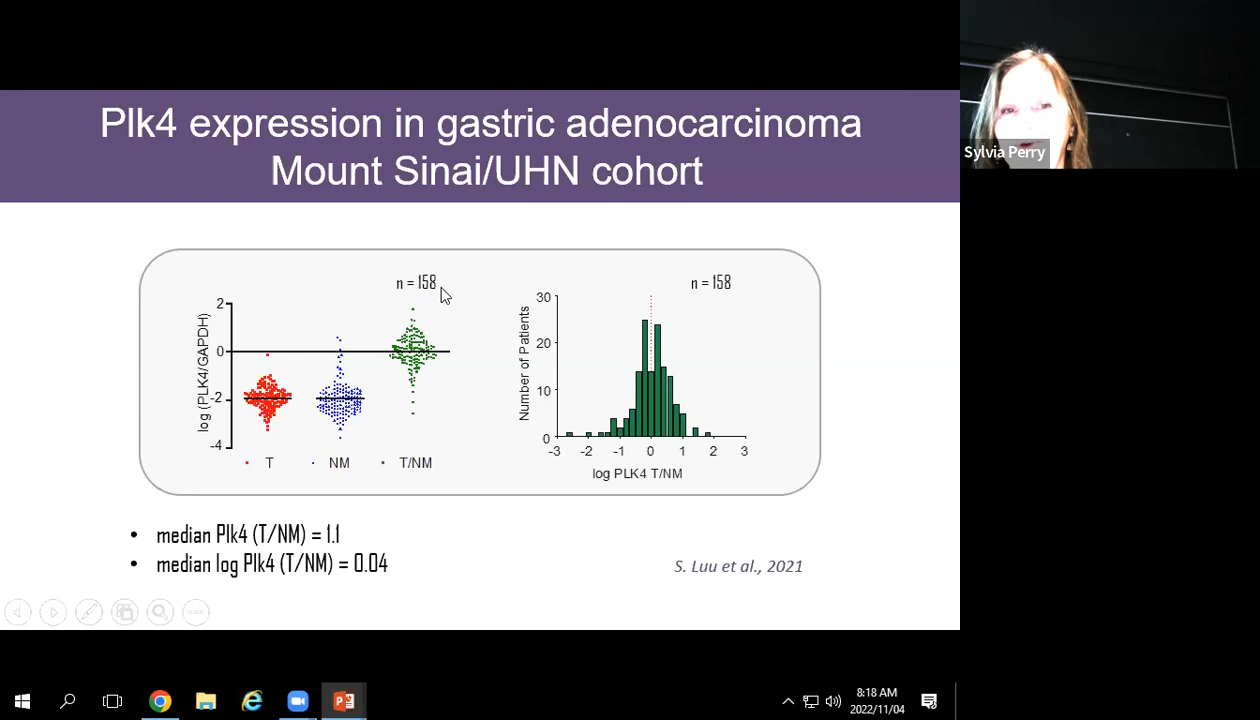 Plk4 expression in gastric adenocarcinoma
Mount Sinai/UHN cohort
Sylvia Perry
n = 158
2
0
-2
-4
log (PLK4/GAPDH)
T
NM
T/NM
n = 158
30
20
10
0
Number of Patients
-3 -2 -1 0 1 2 3
log PLK4 T/NM
• median Plk4 (T/NM) = 1.1
• median log Plk4 (T/NM) = 0.04
S. Luu et al., 2021
8:18 AM
2022/11/04